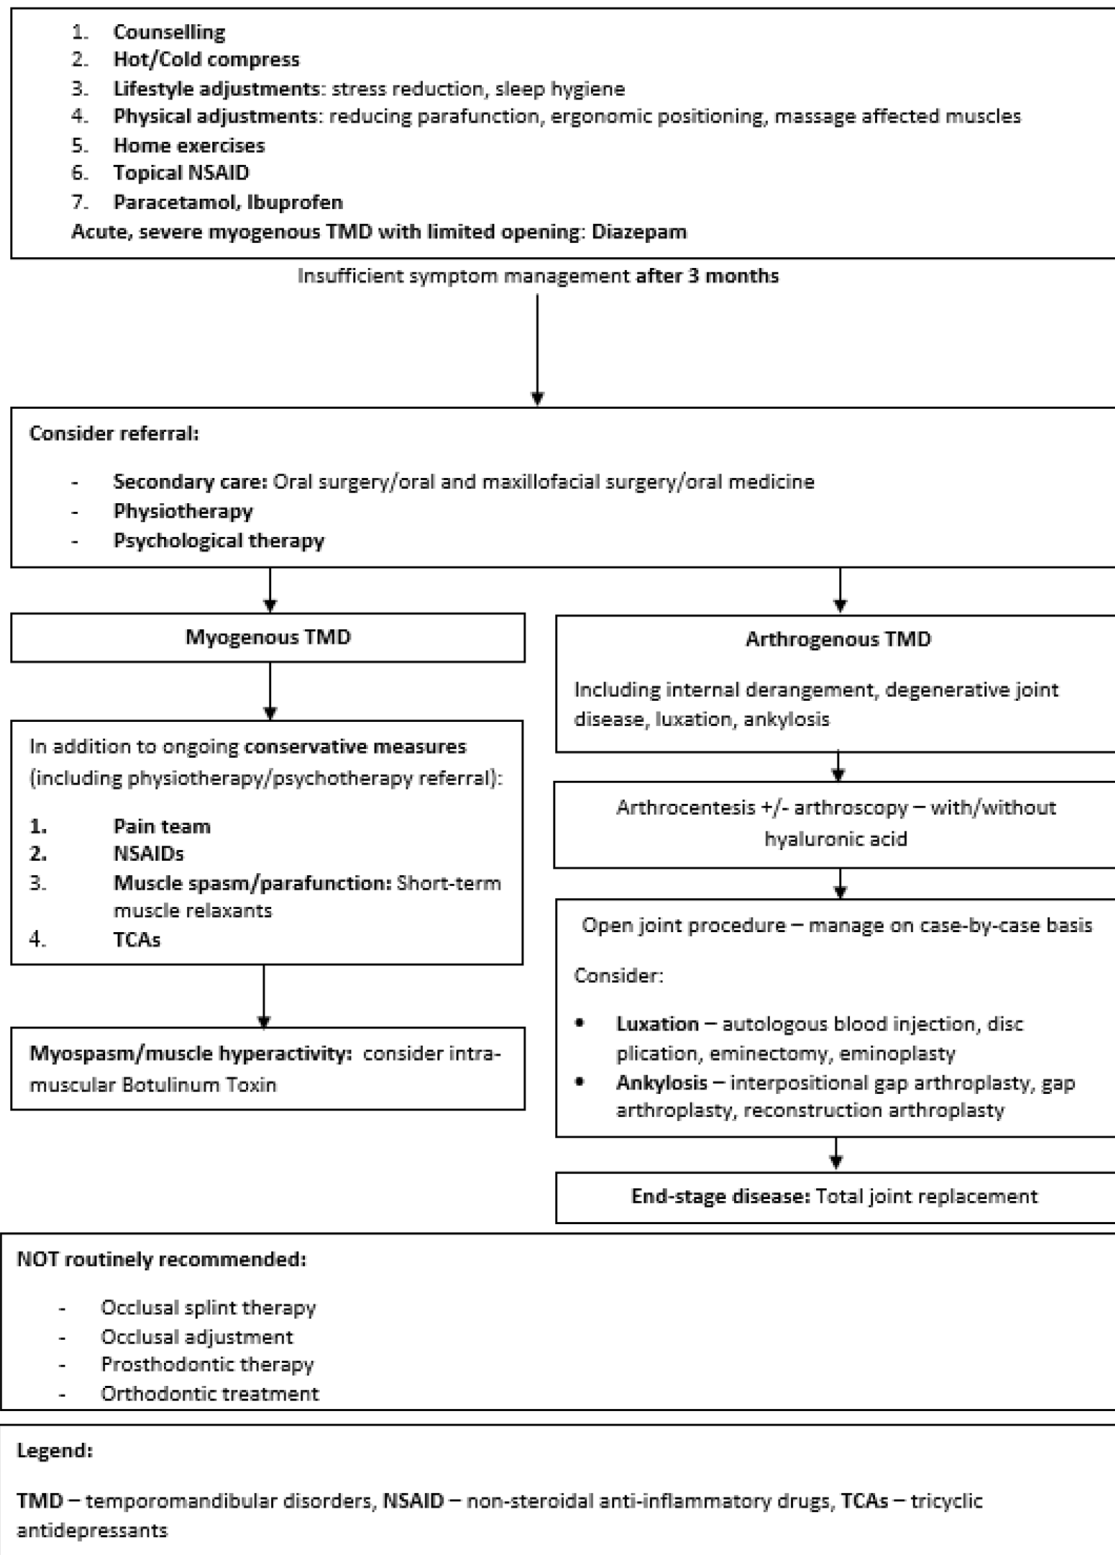 1. Counselling
2. Hot/Cold compress
3. Lifestyle adjustments: stress reduction, sleep hygiene
4. Physical adjustments: reducing parafunction, ergonomic positioning, massage affected muscles
5. Home exercises
6. Topical NSAID
7. Paracetamol, Ibuprofen
Acute, severe myogenous TMD with limited opening: Diazepam
Insufficient symptom management after 3 months
Consider referral:
- Secondary care: Oral surgery/oral and maxillofacial surgery/oral medicine
- Physiotherapy
- Psychological therapy
Myogenous TMD
In addition to ongoing conservative measures
(including physiotherapy/psychotherapy referral):
1. Pain team
2. NSAIDs
3. Muscle spasm/parafunction: Short-term
muscle relaxants
4. TCAs
Myospasm/muscle hyperactivity: consider intra-
muscular Botulinum Toxin
Arthrogenous TMD
Including internal derangement, degenerative joint
disease, luxation, ankylosis
Arthrocentesis +/- arthroscopy – with/without
hyaluronic acid
Open joint procedure – manage on case-by-case basis
Consider:
• Luxation – autologous blood injection, disc
plication, eminectomy, eminoplasty
• Ankylosis – interpositional gap arthroplasty, gap
arthroplasty, reconstruction arthroplasty
End-stage disease: Total joint replacement
NOT routinely recommended:
- Occlusal splint therapy
- Occlusal adjustment
- Prosthodontic therapy
- Orthodontic treatment
Legend:
TMD – temporomandibular disorders, NSAID – non-steroidal anti-inflammatory drugs, TCAs – tricyclic
antidepressants